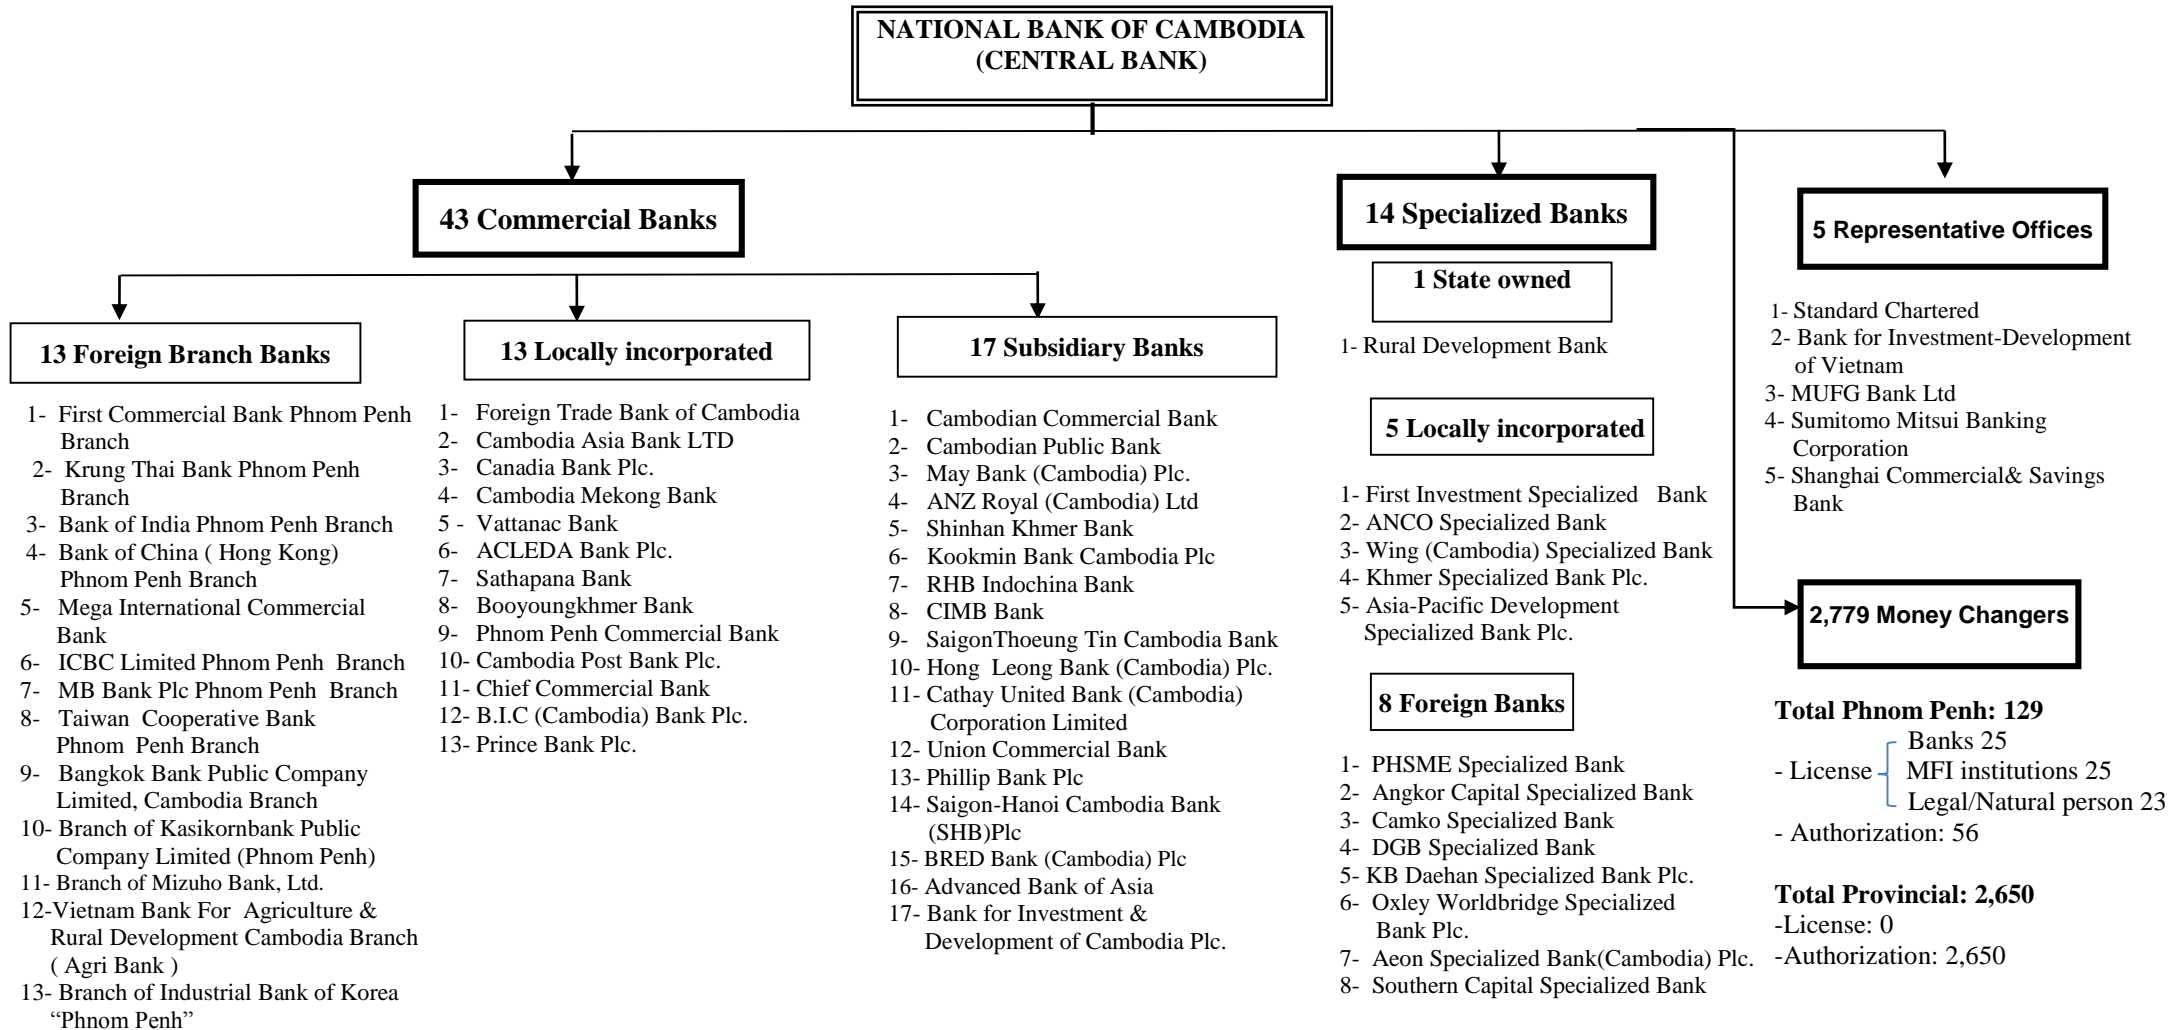 NATIONAL BANK OF CAMBODIA
(CENTRAL BANK)
43 Commercial Banks
13 Foreign Branch Banks
1- First Commercial Bank Phnom Penh
Branch
2- Krung Thai Bank Phnom Penh
Branch
3- Bank of India Phnom Penh Branch
4- Bank of China ( Hong Kong)
Phnom Penh Branch
5- Mega International Commercial
Bank
6- ICBC Limited Phnom Penh Branch
7- MB Bank Plc Phnom Penh Branch
8- Taiwan Cooperative Bank
Phnom Penh Branch
9- Bangkok Bank Public Company
Limited, Cambodia Branch
10- Branch of Kasikornbank Public
Company Limited (Phnom Penh)
11- Branch of Mizuho Bank, Ltd.
12-Vietnam Bank For Agriculture &
Rural Development Cambodia Branch
( Agri Bank )
13- Branch of Industrial Bank of Korea
“Phnom Penh”
13 Locally incorporated
1- Foreign Trade Bank of Cambodia
2- Cambodia Asia Bank LTD
3- Canadia Bank Plc.
4- Cambodia Mekong Bank
5 - Vattanac Bank
6- ACLEDA Bank Plc.
7- Sathapana Bank
8- Booyoungkhmer Bank
9- Phnom Penh Commercial Bank
10- Cambodia Post Bank Plc.
11- Chief Commercial Bank
12- B.I.C (Cambodia) Bank Plc.
13- Prince Bank Plc.
17 Subsidiary Banks
1- Cambodian Commercial Bank
2- Cambodian Public Bank
3- May Bank (Cambodia) Plc.
4- ANZ Royal (Cambodia) Ltd
5- Shinhan Khmer Bank
6- Kookmin Bank Cambodia Plc
7- RHB Indochina Bank
8- CIMB Bank
9- SaigonThoeung Tin Cambodia Bank
10- Hong Leong Bank (Cambodia) Plc.
11- Cathay United Bank (Cambodia)
Corporation Limited
12- Union Commercial Bank
13- Phillip Bank Plc
14- Saigon-Hanoi Cambodia Bank
(SHB)Plc
15- BRED Bank (Cambodia) Plc
16- Advanced Bank of Asia
17- Bank for Investment &
Development of Cambodia Plc.
14 Specialized Banks
1 State owned
1- Rural Development Bank
5 Locally incorporated
1- First Investment Specialized Bank
2- ANCO Specialized Bank
3- Wing (Cambodia) Specialized Bank
4- Khmer Specialized Bank Plc.
5- Asia-Pacific Development
Specialized Bank Plc.
8 Foreign Banks
1- PHSME Specialized Bank
2- Angkor Capital Specialized Bank
3- Camko Specialized Bank
4- DGB Specialized Bank
5- KB Daehan Specialized Bank Plc.
6- Oxley Worldbridge Specialized
Bank Plc.
7- Aeon Specialized Bank(Cambodia) Plc.
8- Southern Capital Specialized Bank
5 Representative Offices
1- Standard Chartered
2- Bank for Investment-Development
of Vietnam
3- MUFG Bank Ltd
4- Sumitomo Mitsui Banking
Corporation
5- Shanghai Commercial& Savings
Bank
2,779 Money Changers
Total Phnom Penh: 129
Banks 25
- License MFI institutions 25
Legal/Natural person 23
- Authorization: 56
Total Provincial: 2,650
-License: 0
-Authorization: 2,650